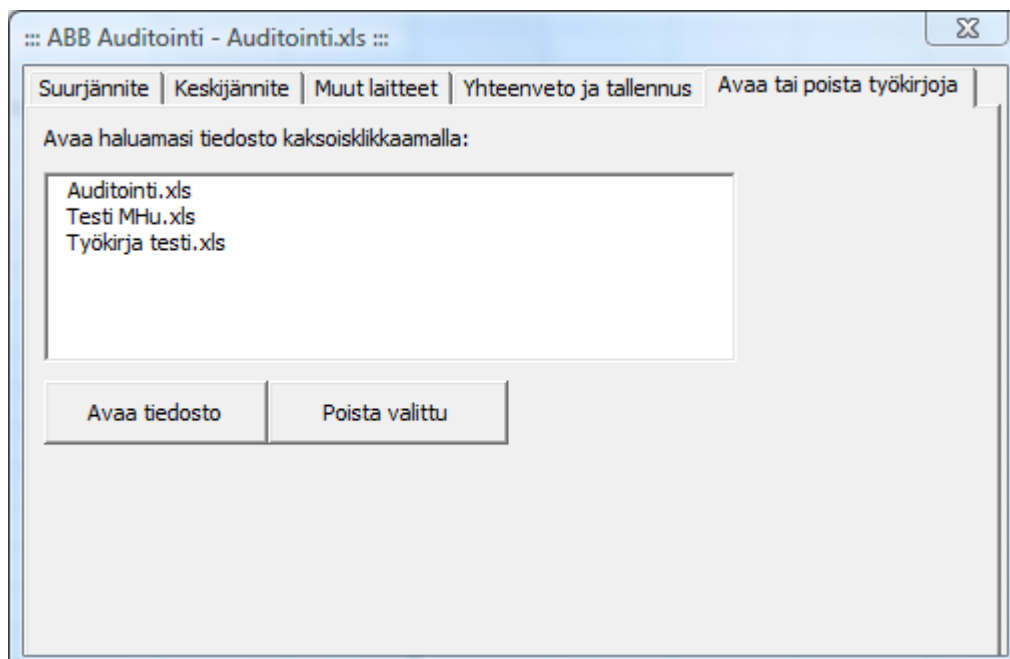 ::: ABB Auditointi - Auditointi.xls :::
Suurjännite Keskijännite Muut laitteet Yhteenveto ja tallennus Avaa tai poista työkirjoja
Avaa haluamasi tiedosto kaksoisklikkaamalla:
Auditointi.xls
Testi MHu.xls
Työkirja testi.xls
Avaa tiedosto Poista valittu